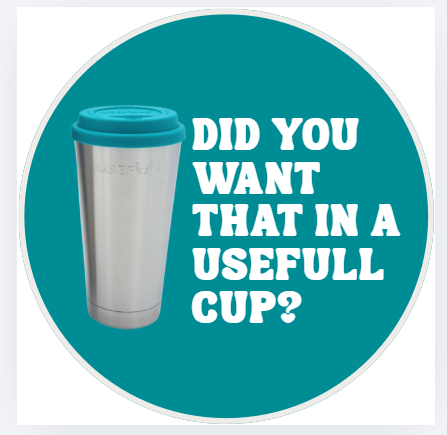 DID YOU
WANT
THAT IN A
USEFULL
CUP?